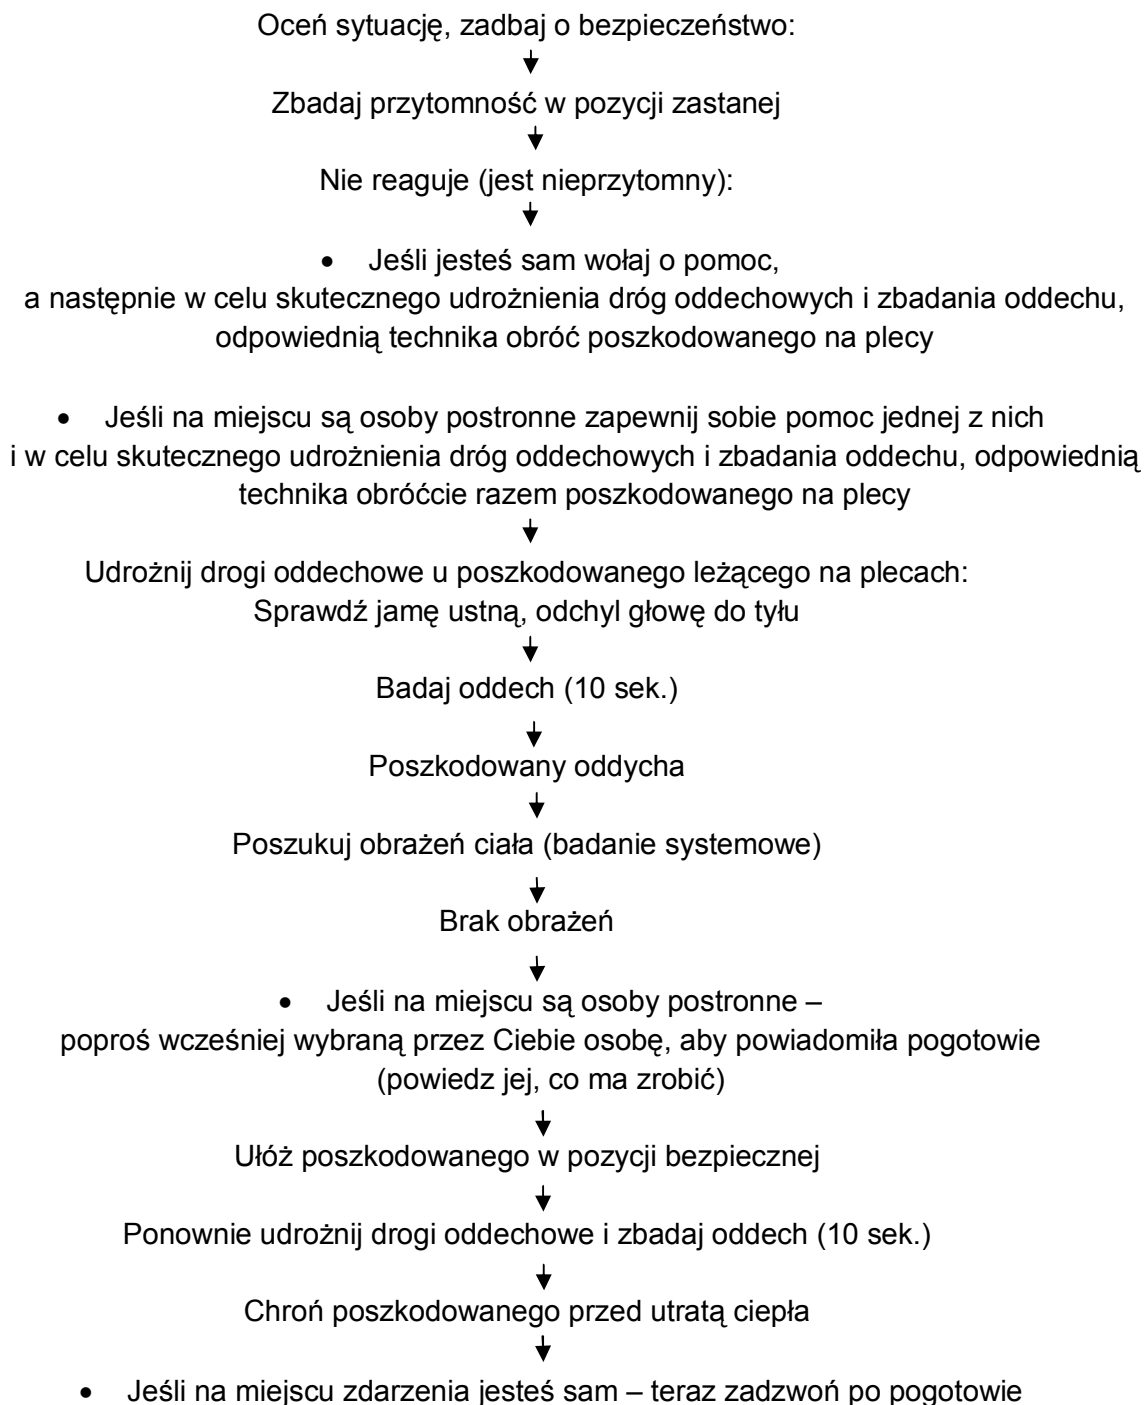 Oceń sytuację, zadbaj o bezpieczeństwo:
Zbadaj przytomność w pozycji zastanej
Nie reaguje (jest nieprzytomny):
• Jeśli jesteś sam wołaj o pomoc,
a następnie w celu skutecznego udrożnienia dróg oddechowych i zbadania oddechu,
odpowiednią technika obróć poszkodowanego na plecy
• Jeśli na miejscu są osoby postronne zapewnij sobie pomoc jednej z nich
i w celu skutecznego udrożnienia dróg oddechowych i zbadania oddechu, odpowiednią
technika obróćcie razem poszkodowanego na plecy
Udrożnij drogi oddechowe u poszkodowanego leżącego na plecach:
Sprawdź jamę ustną, odchyl głowę do tyłu
Badaj oddech (10 sek.)
Poszkodowany oddycha
Poszukuj obrażeń ciała (badanie systemowe)
Brak obrażeń
• Jeśli na miejscu są osoby postronne –
poproś wcześniej wybraną przez Ciebie osobę, aby powiadomiła pogotowie
(powiedz jej, co ma zrobić)
Ułóż poszkodowanego w pozycji bezpiecznej
Ponownie udrożnij drogi oddechowe i zbadaj oddech (10 sek.)
Chroń poszkodowanego przed utratą ciepła
• Jeśli na miejscu zdarzenia jesteś sam – teraz zadzwoń po pogotowie